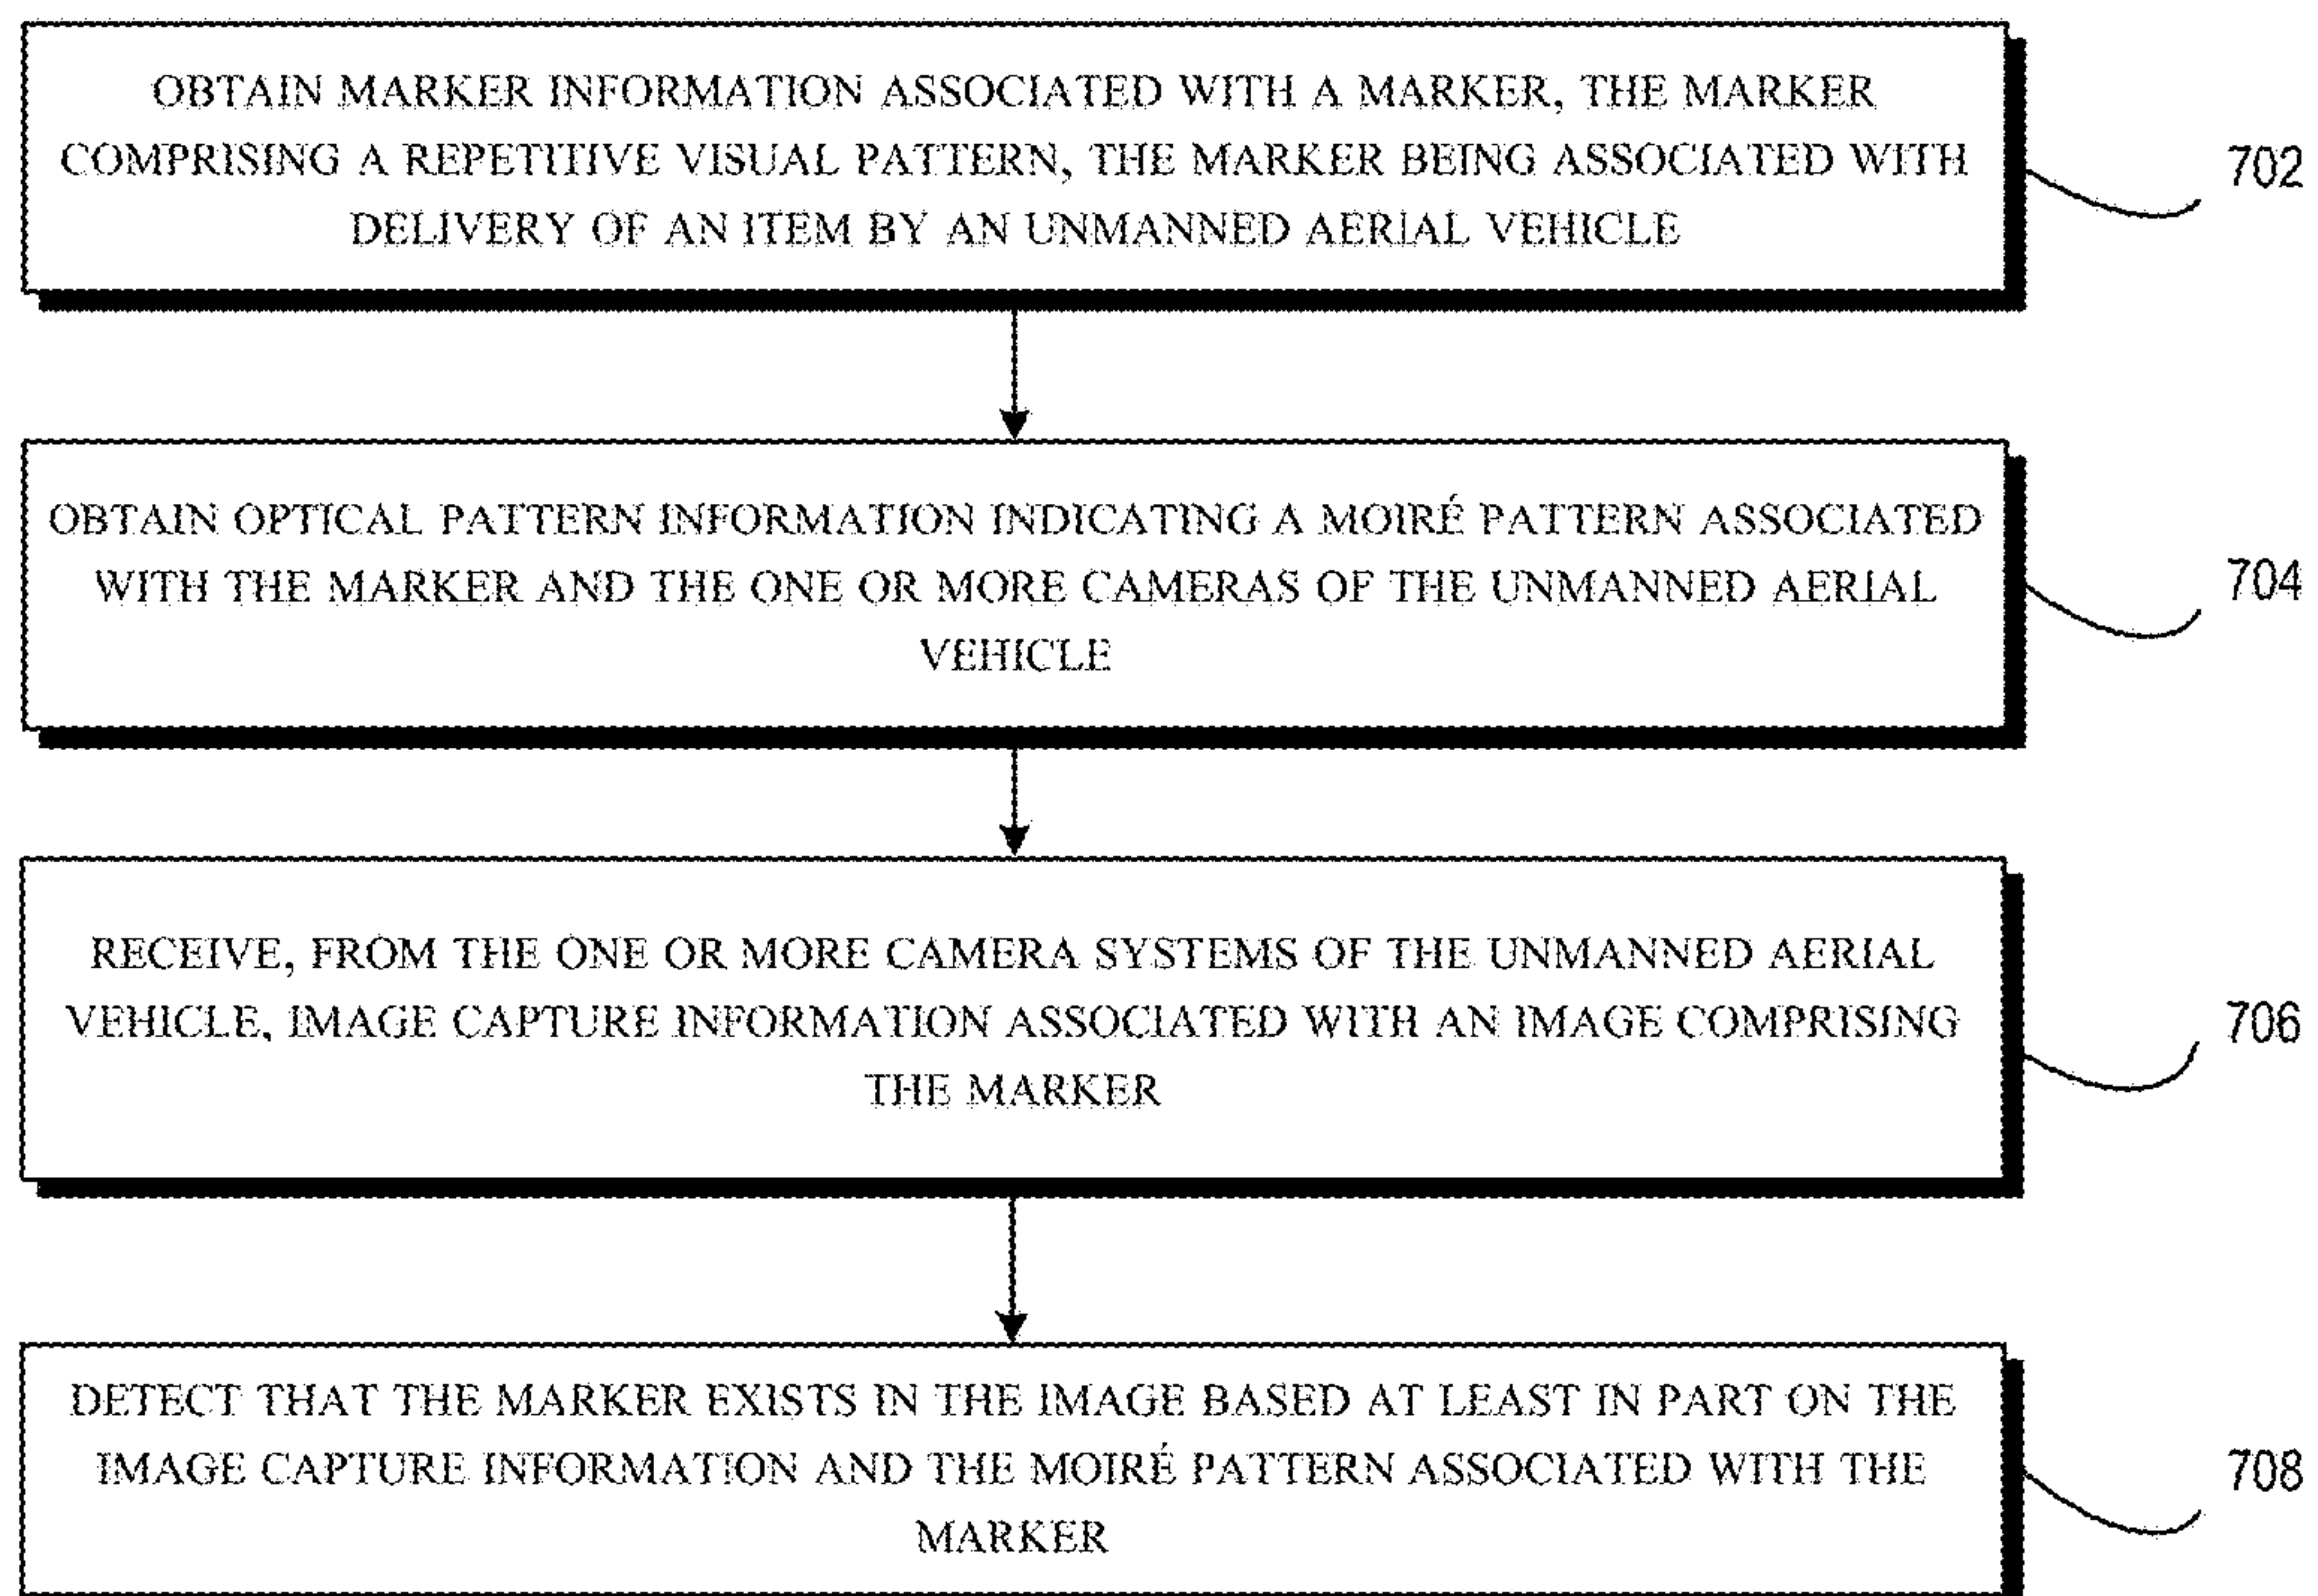 OBTAIN MARKER INFORMATION ASSOCIATED WITH A MARKER, THE MARKER
COMPRISING A REPETITIVE VISUAL PATTERN, THE MARKER BEING ASSOCIATED WITH
DELIVERY OF AN ITEM BY AN UNMANNED AERIAL VEHICLE
702
OBTAIN OPTICAL PATTERN INFORMATION INDICATING A MOIRÉ PATTERN ASSOCIATED
WITH THE MARKER AND THE ONE OR MORE CAMERAS OF THE UNMANNED AERIAL
VEHICLE
704
RECEIVE, FROM THE ONE OR MORE CAMERA SYSTEMS OF THE UNMANNED AERIAL
VEHICLE, IMAGE CAPTURE INFORMATION ASSOCIATED WITH AN IMAGE COMPRISING
THE MARKER
706
DETECT THAT THE MARKER EXISTS IN THE IMAGE BASED AT LEAST IN PART ON THE
IMAGE CAPTURE INFORMATION AND THE MOIRÉ PATTERN ASSOCIATED WITH THE
MARKER
708